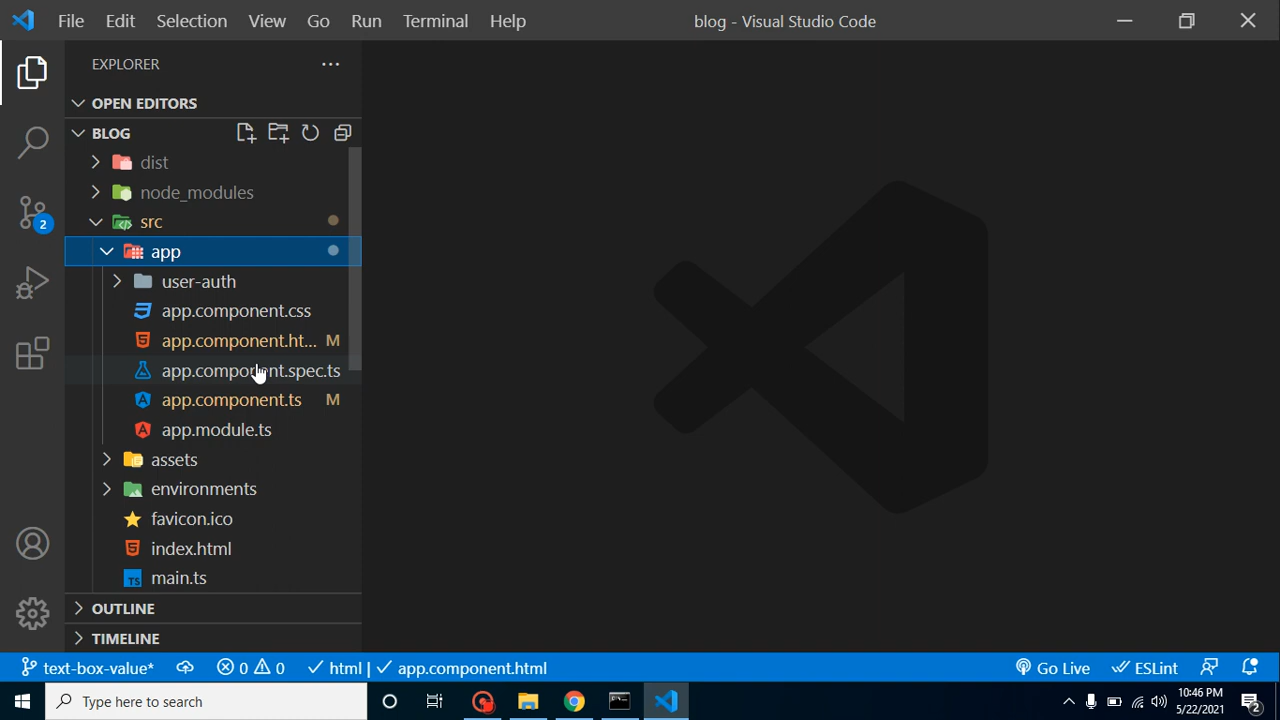 File Edit Selection View Go Run Terminal Help blog - Visual Studio Code
EXPLORER
OPEN EDITORS
BLOG
dist
node_modules
src
app
user-auth
app.component.css
app.component.ht... M
app.component.spec.ts
app.component.ts M
app.module.ts
assets
environments
favicon.ico
index.html
TS main.ts
OUTLINE
TIMELINE
2
text-box-value* 0 0 html | app.component.html Go Live ESLint
Type here to search
10:46 PM
5/22/2021
2